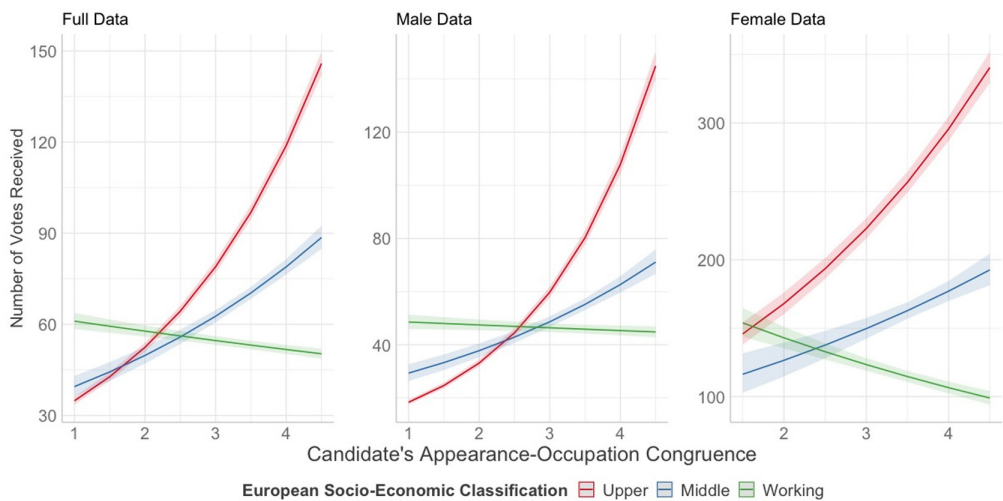 Full Data
Male Data
Female Data
Number of Votes Received
150
120
90
60
30
120
80
40
300
200
100
1 2 3 4
1 2 3 4
2 3 4
Candidate's Appearance-Occupation Congruence
European Socio-Economic Classification Upper Middle Working